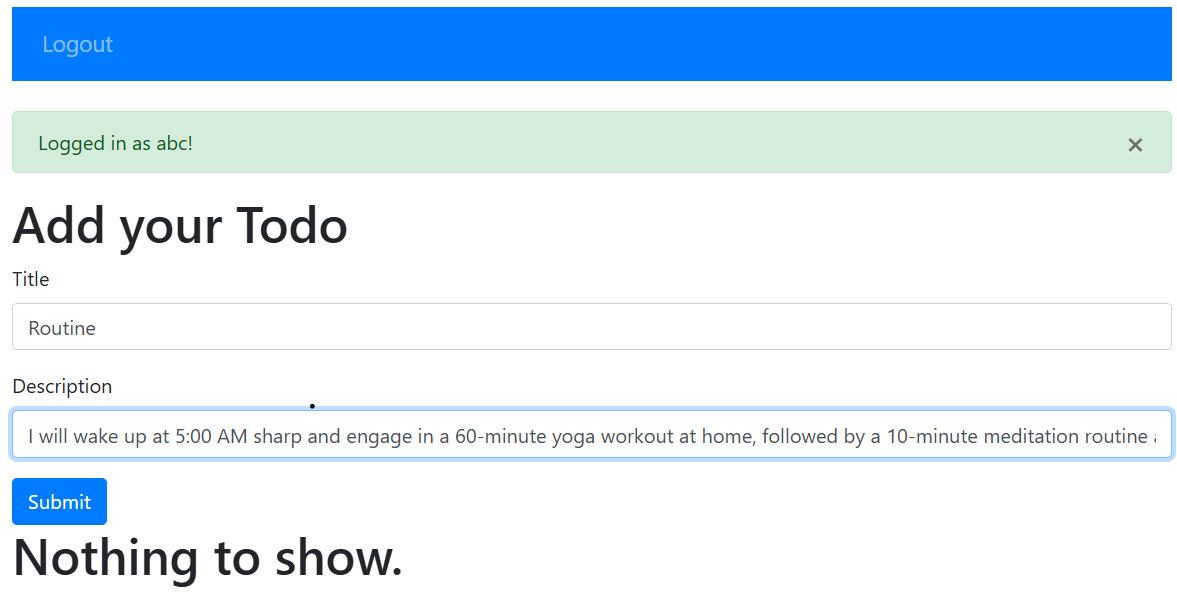 Logout
Logged in as abc!
×
Add your Todo
Title
Routine
Description
I will wake up at 5:00 AM sharp and engage in a 60-minute yoga workout at home, followed by a 10-minute meditation routine
Submit
Nothing to show.